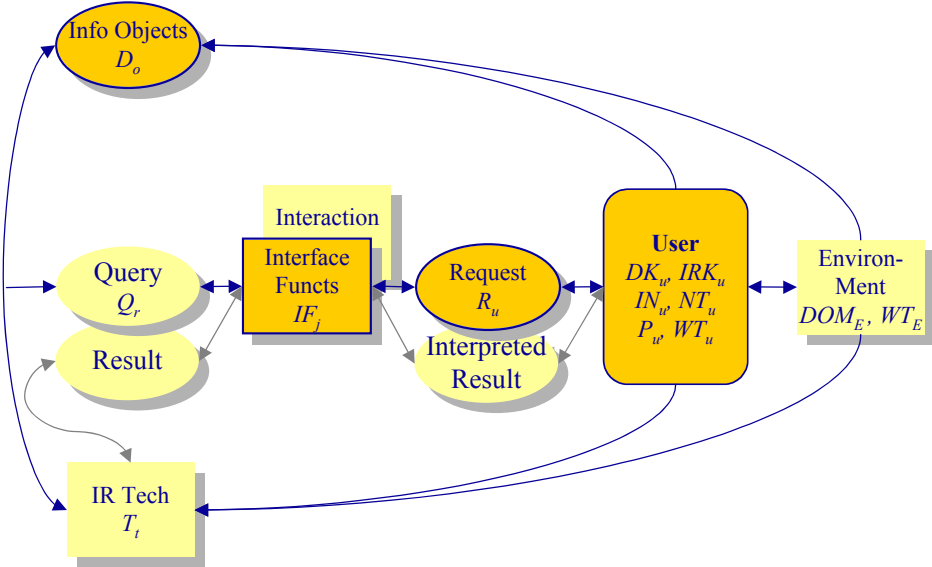 Info Objects
D_o
Interaction
Interface
Functs
IF_j
Query
Q_r
Request
R_u
User
DK_u, IRK_u
IN_u, NT_u
P_u, WT_u
Environ-
Ment
DOM_E, WT_E
Result
Interpreted
Result
IR Tech
T_t